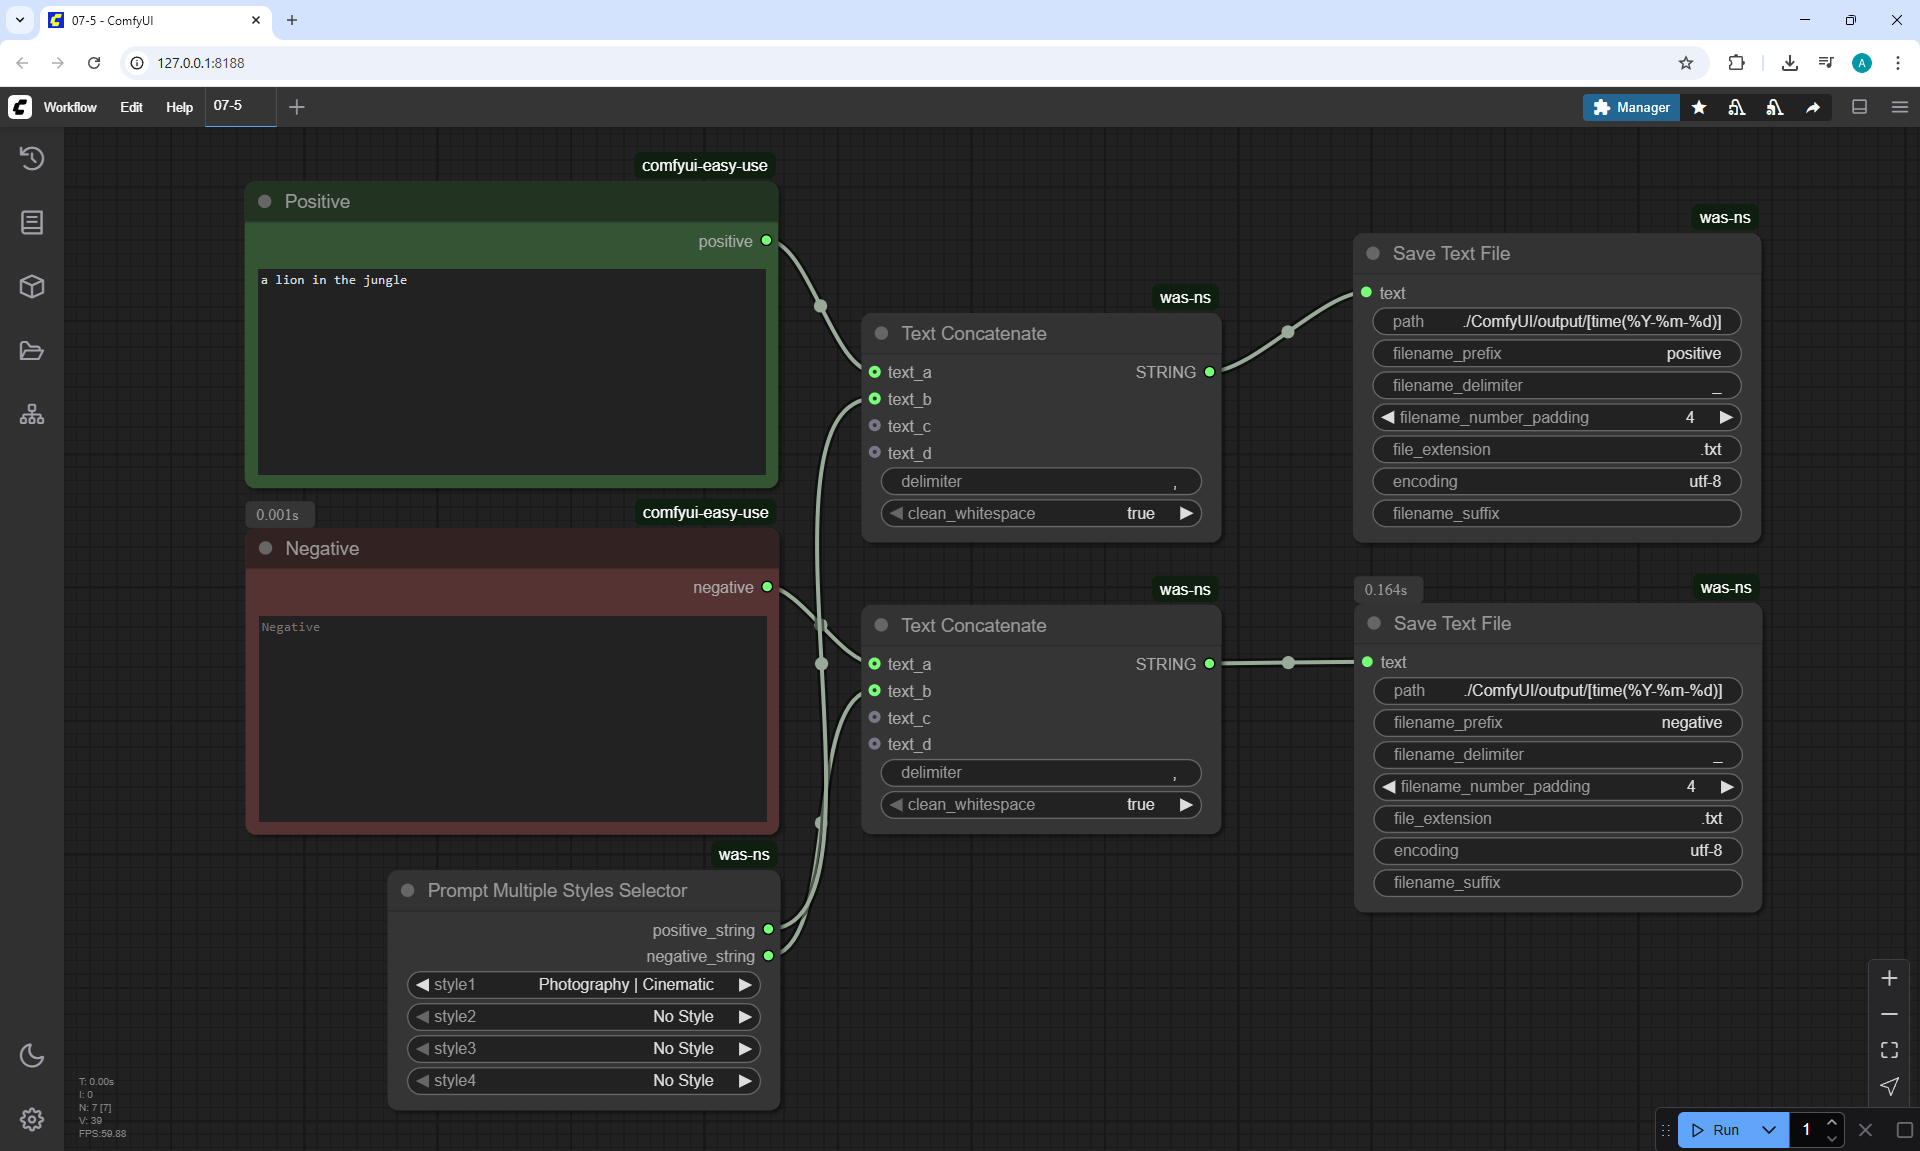 07-5 - ComfyUI
127.0.0.1:8188
A
Workflow
Edit
Help
07-5
Manager
comfyui-easy-use
Positive
positive
a lion in the jungle
0.001s
comfyui-easy-use
Negative
negative
Negative
was-ns
Prompt Multiple Styles Selector
positive_string
negative_string
style1 Photography | Cinematic
style2 No Style
style3 No Style
style4 No Style
was-ns
Text Concatenate
text_a STRING
text_b
text_c
text_d
delimiter ,
clean_whitespace true
was-ns
Text Concatenate
text_a STRING
text_b
text_c
text_d
delimiter ,
clean_whitespace true
was-ns
Save Text File
text
path ./ComfyUI/output/[time(%Y-%m-%d)]
filename_prefix positive
filename_delimiter _
filename_number_padding 4
file_extension .txt
encoding utf-8
filename_suffix
0.164s
was-ns
Save Text File
text
path ./ComfyUI/output/[time(%Y-%m-%d)]
filename_prefix negative
filename_delimiter _
filename_number_padding 4
file_extension .txt
encoding utf-8
filename_suffix
T: 0.00s
I: 0
N: 7 [7]
V: 39
FPS:59.88
Run
1